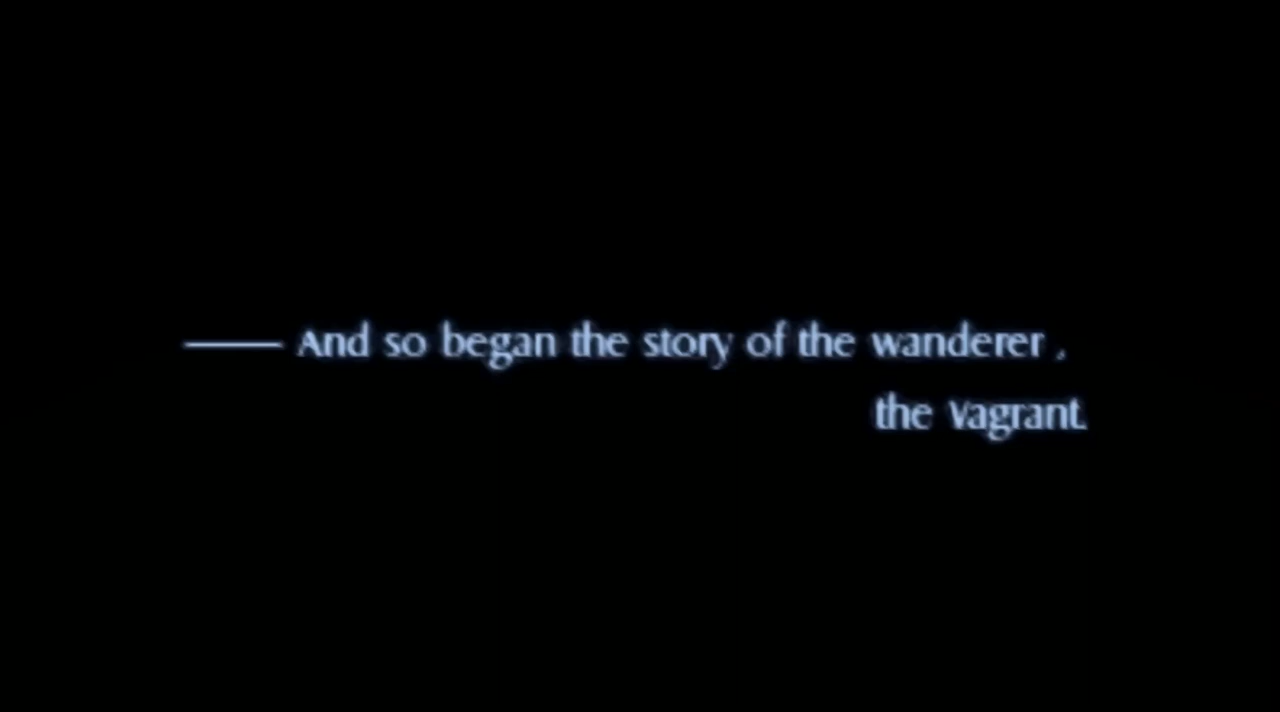 —— And so began the story of the wanderer ,
the Vagrant.